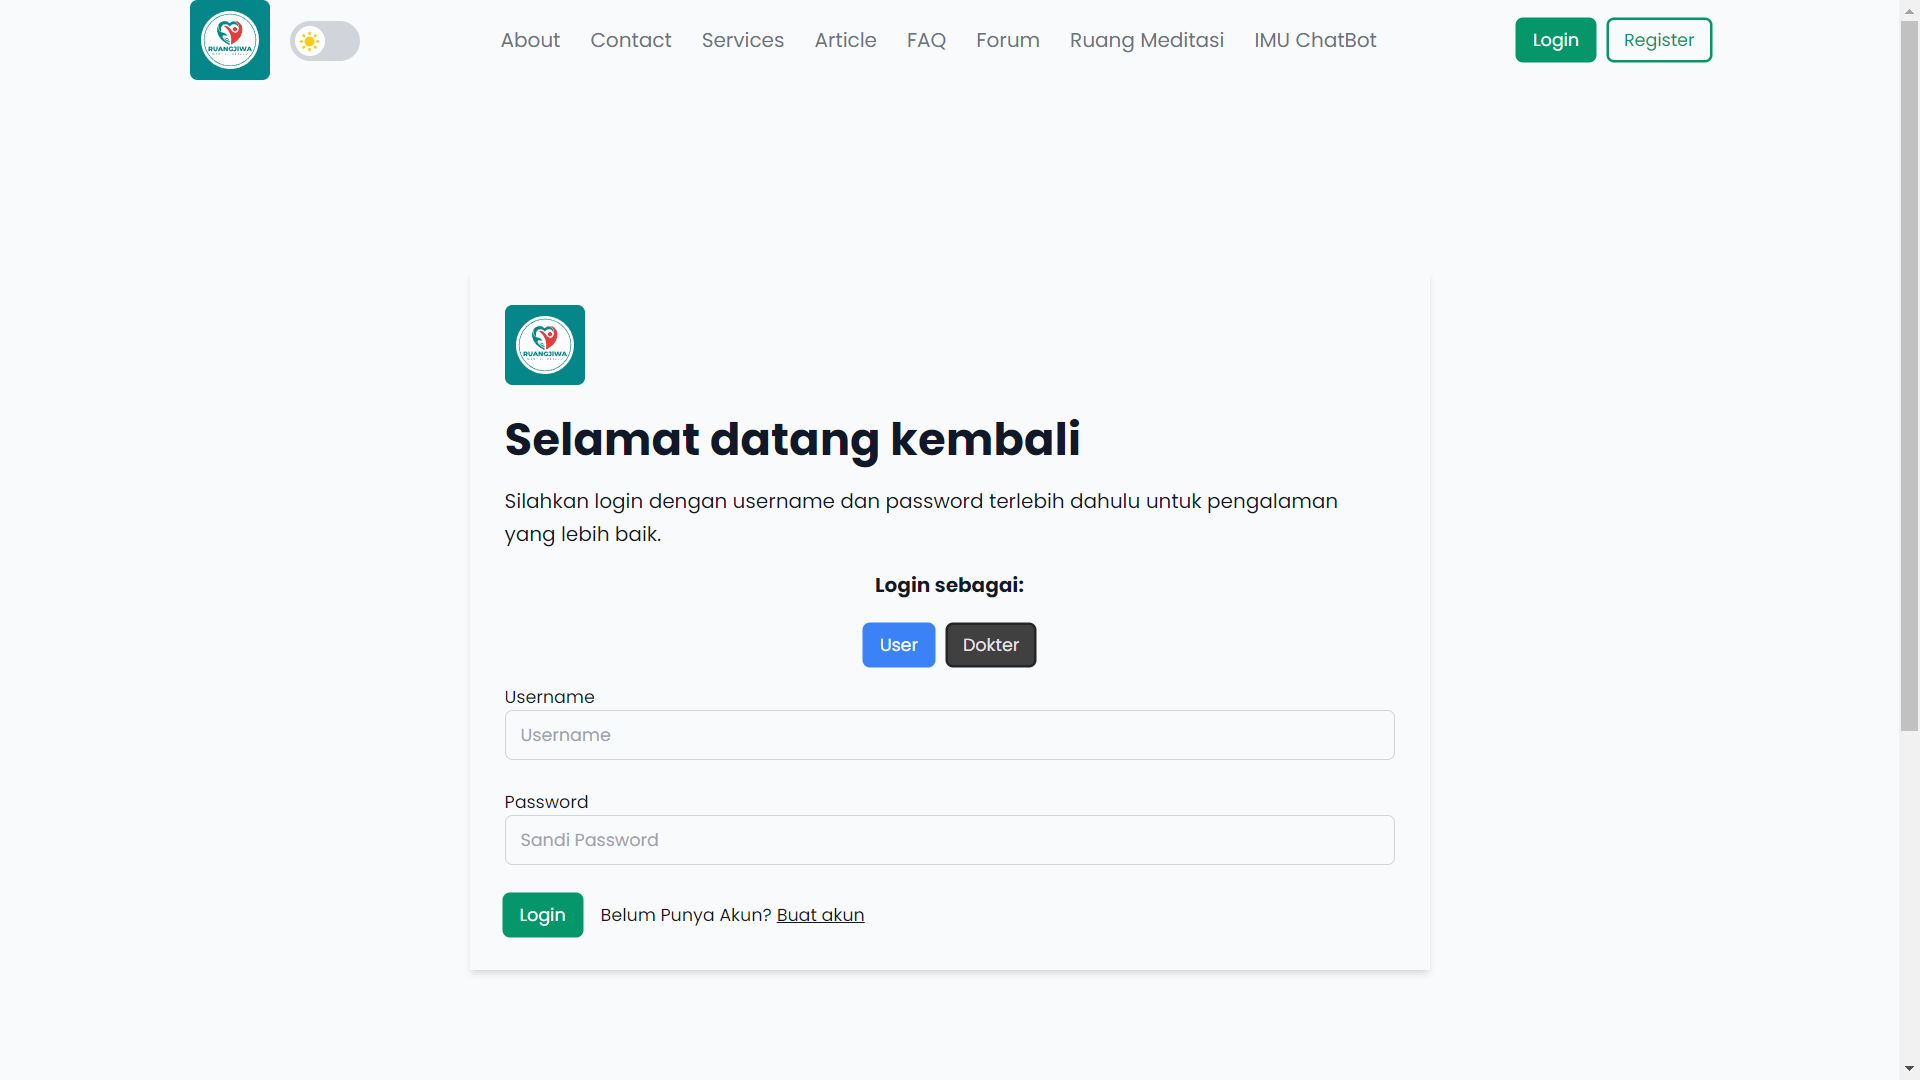 RUANGJIWA
About
Contact
Services
Article
FAQ
Forum
Ruang Meditasi
IMU ChatBot
Login
Register
RUANGJIWA
Selamat datang kembali
Silahkan login dengan username dan password terlebih dahulu untuk pengalaman
yang lebih baik.
Login sebagai:
User
Dokter
Username
Username
Password
Sandi Password
Login
Belum Punya Akun? Buat akun